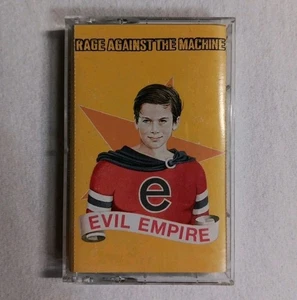 RAGE AGAINST THE MACHINE
e
EVIL EMPIRE